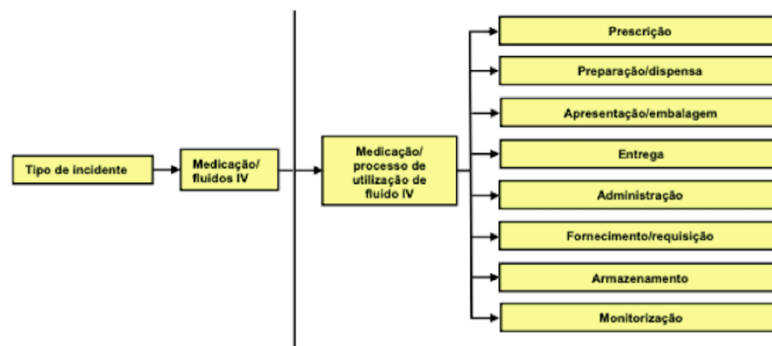 Tipo de incidente
Medicação/
fluidos IV
Medicação/
processo de
utilização de
fluido IV
Prescrição
Preparação/dispensa
Apresentação/embalagem
Entrega
Administração
Fornecimento/requisição
Armazenamento
Monitorização